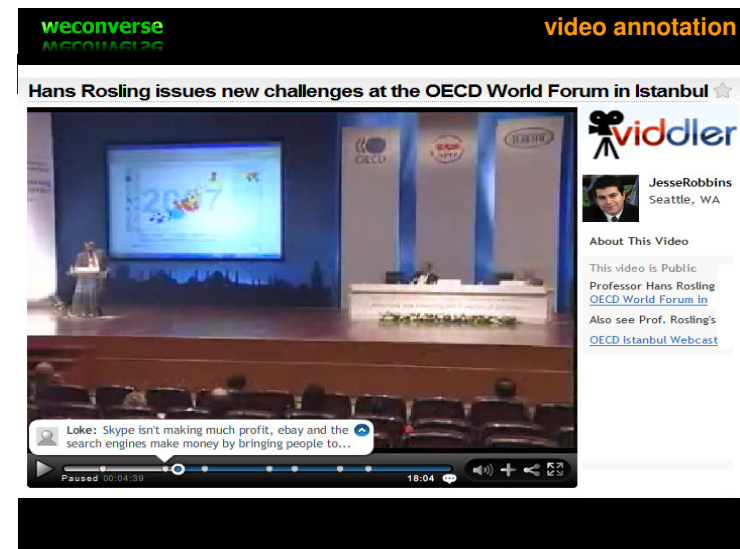 weconverse
video annotation
Hans Rosling issues new challenges at the OECD World Forum in Istanbul
OECD
2007
viddler
JesseRobbins
Seattle, WA
About This Video
This video is Public
Professor Hans Rosling
OECD World Forum in
Also see Prof. Rosling's
OECD Istanbul Webcast
Loke: Skype isn't making much profit, ebay and the
search engines make money by bringing people to...
Paused 00:04:39
18:04